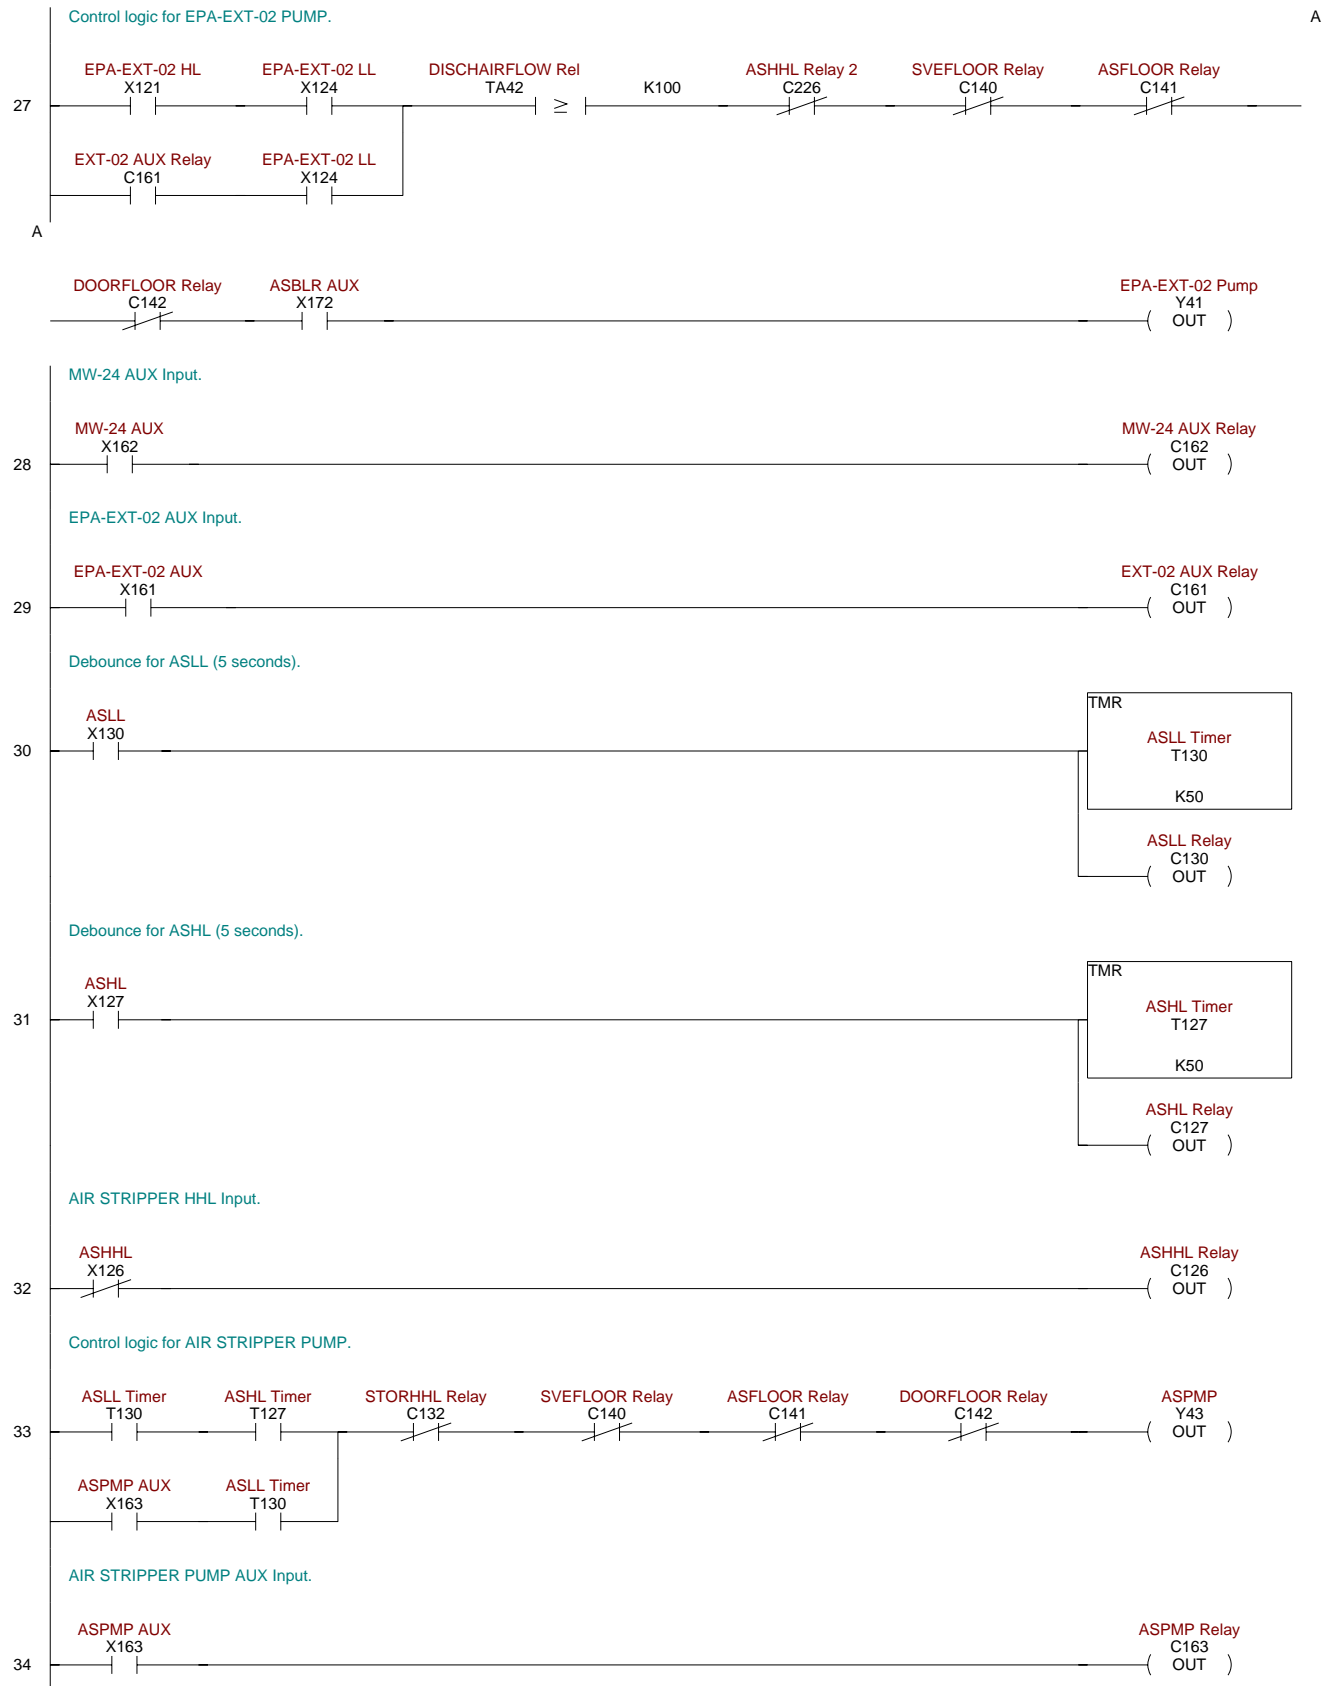 Control logic for EPA-EXT-02 PUMP.
A
EPA-EXT-02 HL EPA-EXT-02 LL DISCHAIRFLOW Rel ASHHL Relay 2 SVEFLOOR Relay ASFLOOR Relay
X121 X124 TA42 K100 C226 C140 C141
27 ≥
EXT-02 AUX Relay EPA-EXT-02 LL
C161 X124
A
DOORFLOOR Relay ASBLR AUX EPA-EXT-02 Pump
C142 X172 Y41
( OUT )
MW-24 AUX Input.
MW-24 AUX MW-24 AUX Relay
X162 C162
28 ( OUT )
EPA-EXT-02 AUX Input.
EPA-EXT-02 AUX EXT-02 AUX Relay
X161 C161
29 ( OUT )
Debounce for ASLL (5 seconds).
TMR
ASLL
X130 ASLL Timer
30 T130
K50
ASLL Relay
C130
( OUT )
Debounce for ASHL (5 seconds).
TMR
ASHL
X127 ASHL Timer
31 T127
K50
ASHL Relay
C127
( OUT )
AIR STRIPPER HHL Input.
ASHHL ASHHL Relay
X126 C126
32 ( OUT )
Control logic for AIR STRIPPER PUMP.
ASLL Timer ASHL Timer STORHHL Relay SVEFLOOR Relay ASFLOOR Relay DOORFLOOR Relay ASPMP
T130 T127 C132 C140 C141 C142 Y43
33 ( OUT )
ASPMP AUX ASLL Timer
X163 T130
AIR STRIPPER PUMP AUX Input.
ASPMP AUX ASPMP Relay
X163 C163
34 ( OUT )